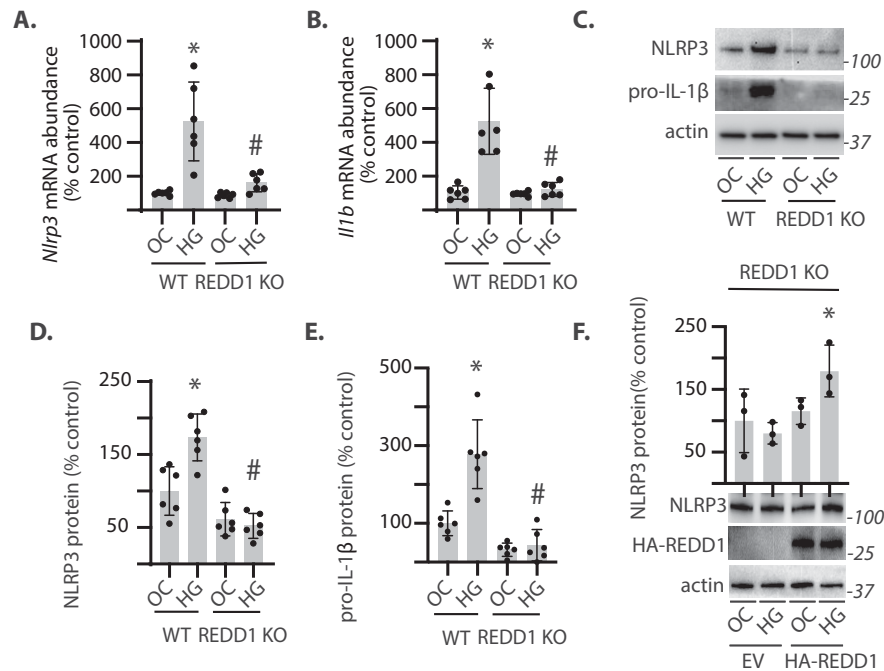 A.
Nlrp3 mRNA abundance
(% control)
1000
800
600
400
200
*
#
OC
HG
OC
HG
WT REDD1 KO
B.
Il1b mRNA abundance
(% control)
1000
800
600
400
200
*
#
OC
HG
OC
HG
WT REDD1 KO
C.
NLRP3
-100
pro-IL-1β
-25
actin
-37
OC
HG
OC
HG
WT REDD1 KO
D.
NLRP3 protein (% control)
250
150
50
*
#
OC
HG
OC
HG
WT REDD1 KO
E.
pro-IL-1β protein (% control)
500
300
100
*
#
OC
HG
OC
HG
WT REDD1 KO
F.
REDD1 KO
NLRP3 protein(% control)
250
150
50
*
NLRP3
-100
HA-REDD1
-25
actin
-37
OC
HG
OC
HG
EV HA-REDD1